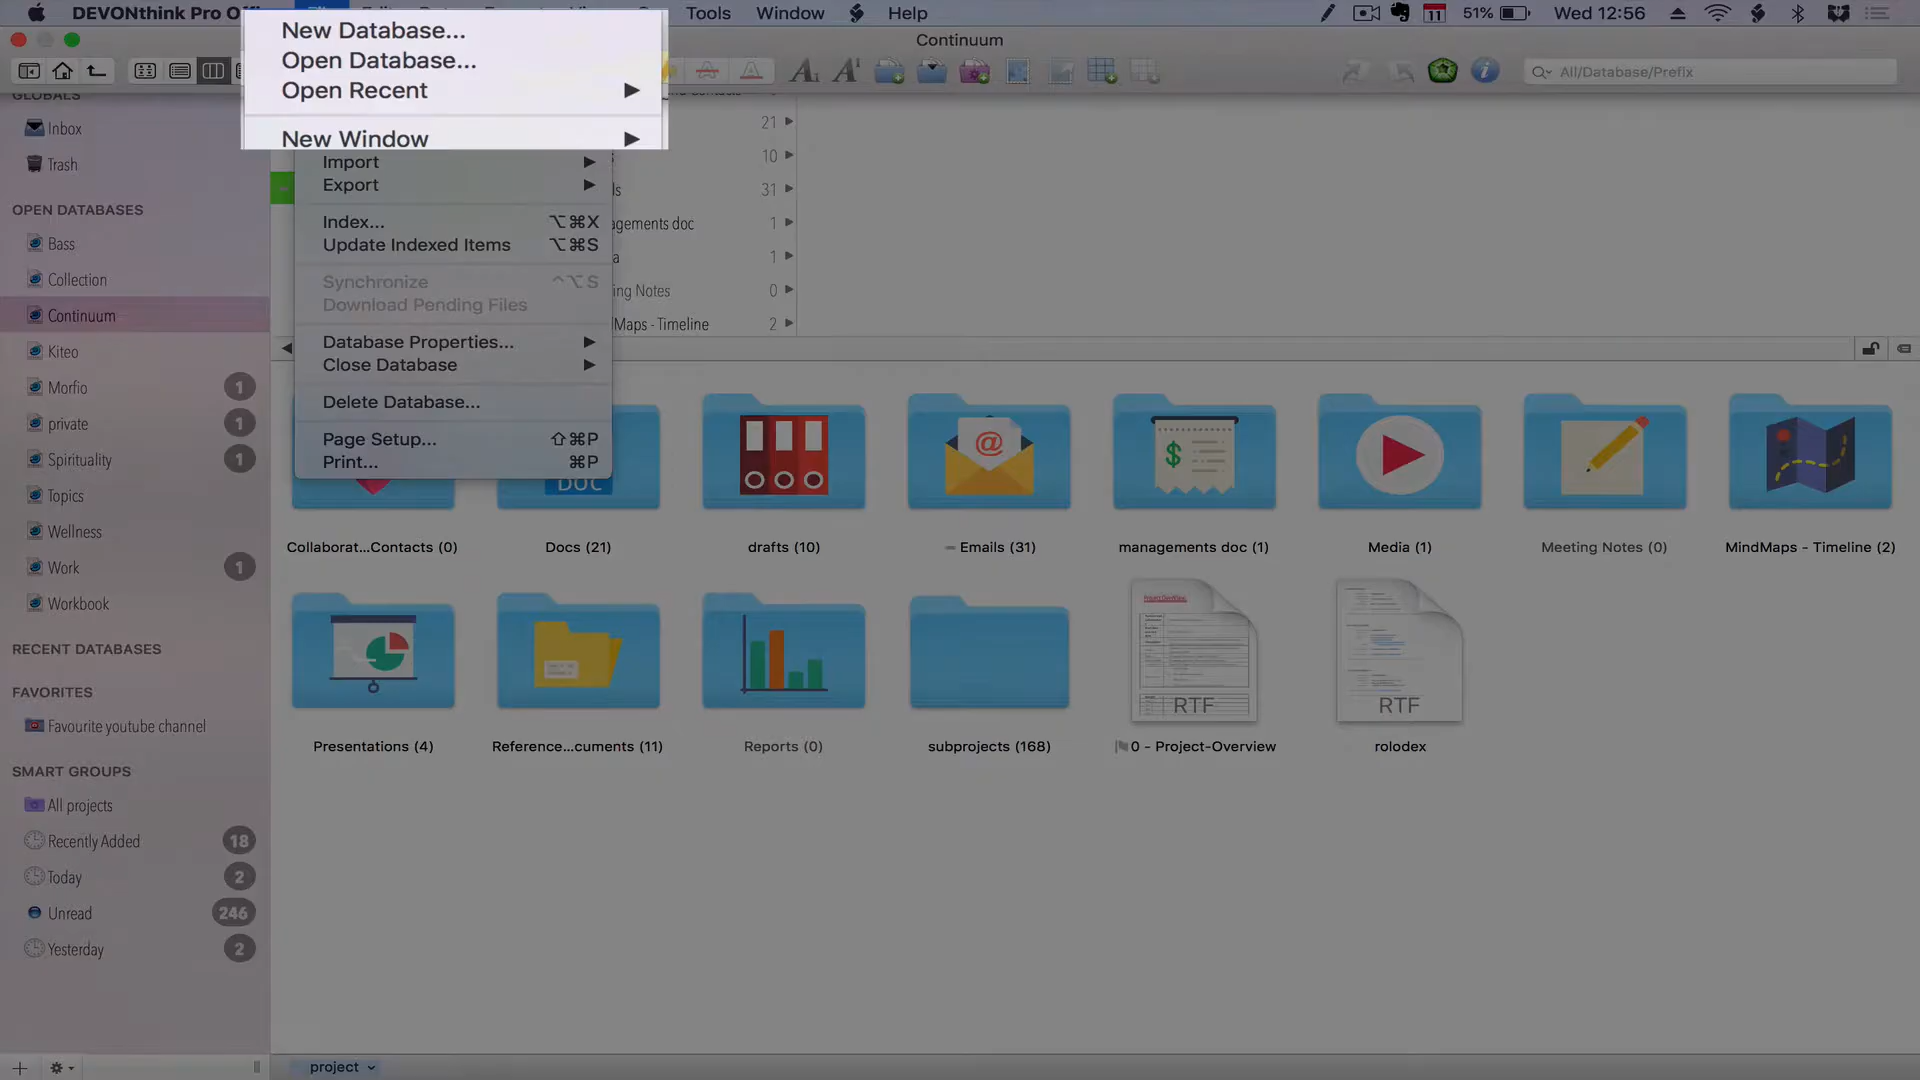 DEVONthink Pro Offi
Tools
Window
Help
11
51%
Wed 12:56
Continuum
All/Database/Prefix
New Database...
Open Database...
Open Recent
New Window
Import
Export
Index... ⌥⌘X
Update Indexed Items ⌥⌘S
Synchronize ^⌥S
Download Pending Files
Database Properties...
Close Database
Delete Database...
Page Setup... ⇧⌘P
Print... ⌘P
GLOBALS
Inbox
Trash
OPEN DATABASES
Bass
Collection
Continuum
Kiteo
Morfio 1
private 1
Spirituality 1
Topics
Wellness
Work 1
Workbook
RECENT DATABASES
FAVORITES
Favourite youtube channel
SMART GROUPS
All projects
Recently Added 18
Today 2
Unread 246
Yesterday 2
21
10
ls 31
agements doc 1
a 1
ing Notes 0
Maps - Timeline 2
DOC
Collaborat...Contacts (0)
Docs (21)
drafts (10)
Emails (31)
managements doc (1)
Media (1)
Meeting Notes (0)
MindMaps - Timeline (2)
RTF
RTF
Presentations (4)
Reference...cuments (11)
Reports (0)
subprojects (168)
0 - Project-Overview
rolodex
project